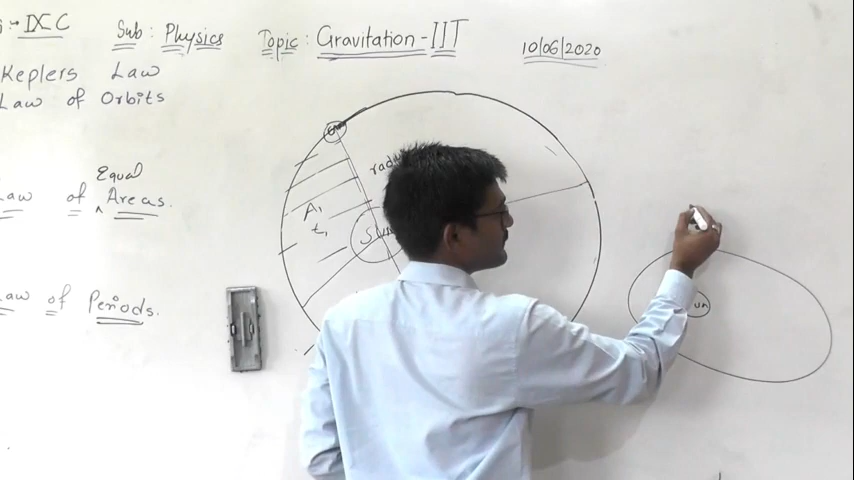 IX C Sub : Physics Topic : Gravitation - III 10/06/2020
Keplers Law
Law of Orbits
Law of Equal Areas.
Law of Periods.
A₁
t₁